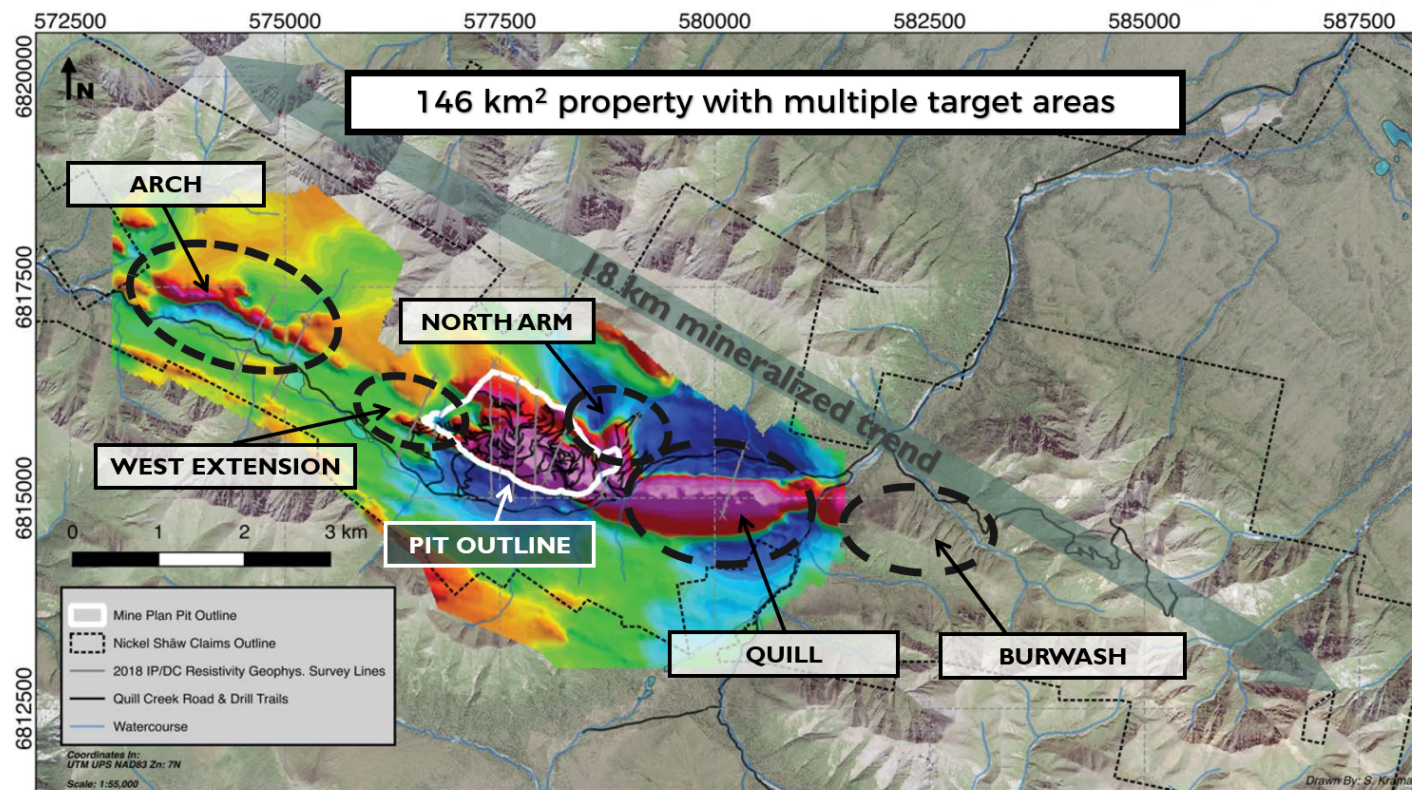 572500 575000 577500 580000 582500 585000 587500
6820000
6817500
6815000
6812500
N
146 km² property with multiple target areas
ARCH
18 km mineralized trend
NORTH ARM
WEST EXTENSION
PIT OUTLINE
QUILL
BURWASH
0 1 2 3 km
Mine Plan Pit Outline
Nickel Shäw Claims Outline
2018 IP/DC Resistivity Geophys. Survey Lines
Quill Creek Road & Drill Trails
Watercourse
Coordinates In:
UTM UPS NAD83 Zn: 7N
Scale: 1:55,000
Drawn By: S. Krama